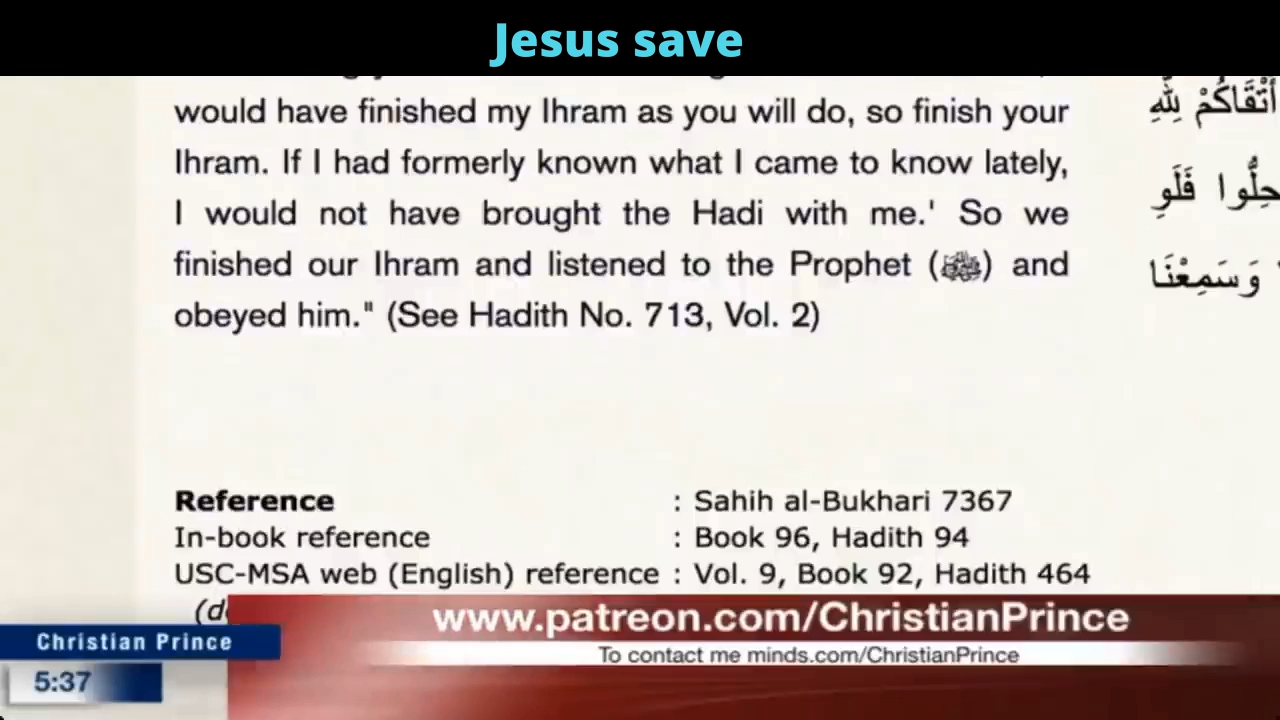 Jesus save
would have finished my Ihram as you will do, so finish your
Ihram. If I had formerly known what I came to know lately,
I would not have brought the Hadi with me.' So we
finished our Ihram and listened to the Prophet (ﷺ) and
obeyed him." (See Hadith No. 713, Vol. 2)
أَتْقَاكُمْ لِلَّهِ
حِلُّوا فَلَوِ
وَسَمِعْنَا
Reference : Sahih al-Bukhari 7367
In-book reference : Book 96, Hadith 94
USC-MSA web (English) reference : Vol. 9, Book 92, Hadith 464
www.patreon.com/ChristianPrince
To contact me minds.com/ChristianPrince
Christian Prince
5:37